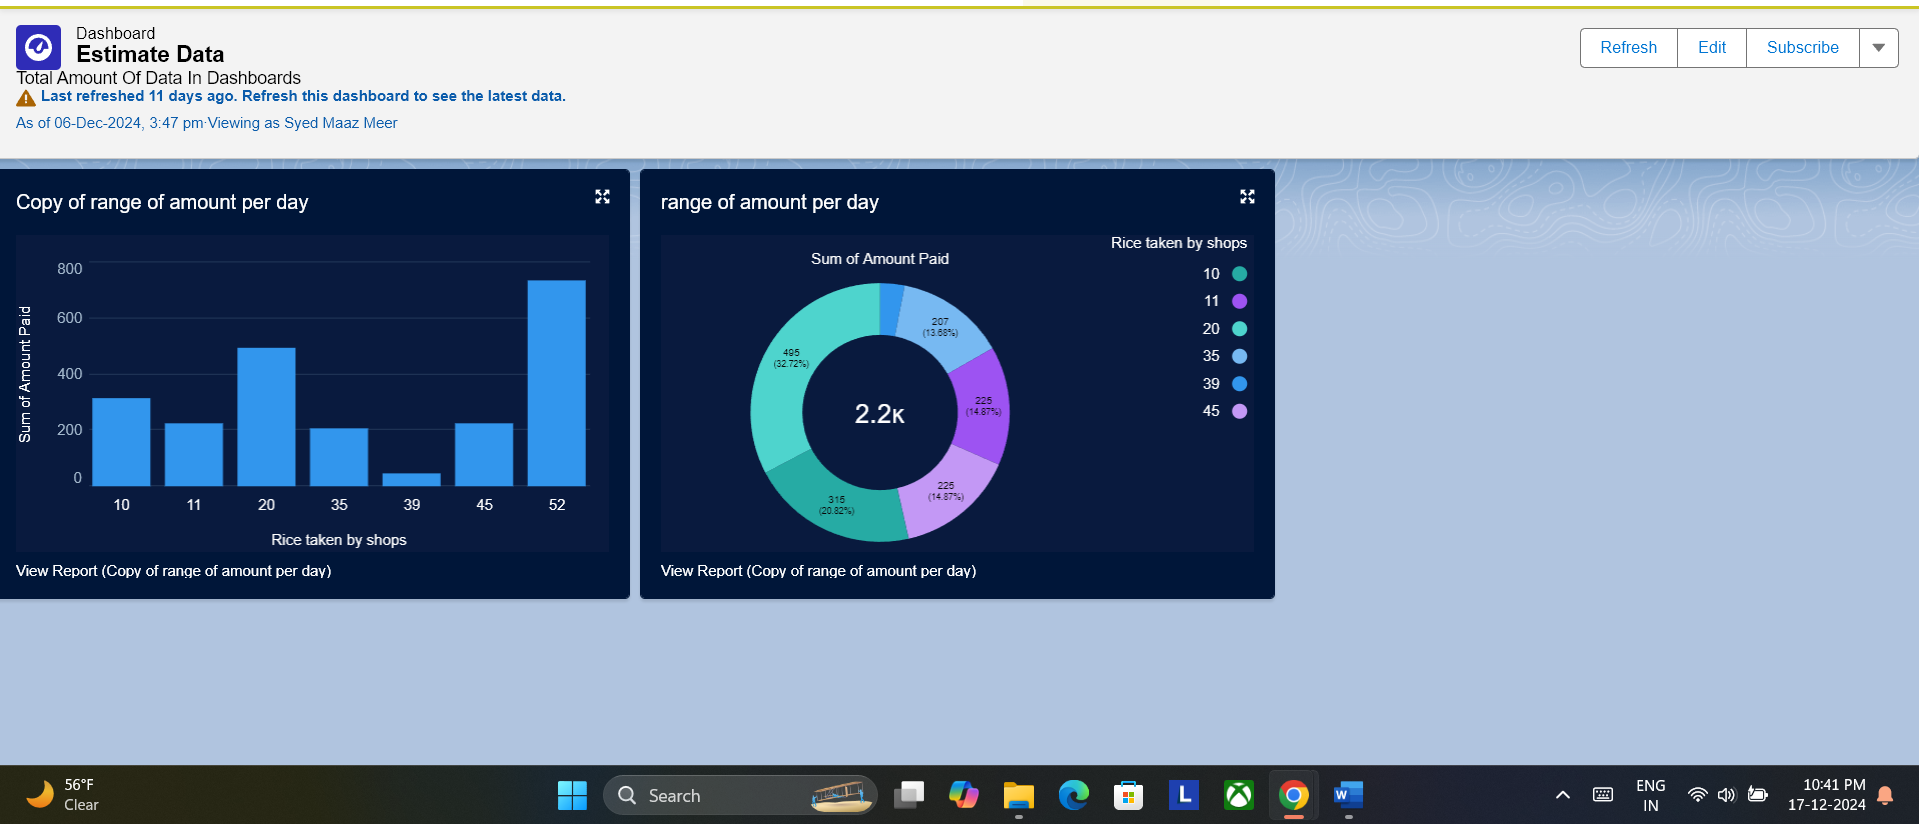 Dashboard
Estimate Data
Total Amount Of Data In Dashboards
Last refreshed 11 days ago. Refresh this dashboard to see the latest data.
As of 06-Dec-2024, 3:47 pm·Viewing as Syed Maaz Meer
Refresh
Edit
Subscribe
Copy of range of amount per day
Sum of Amount Paid
800
600
400
200
0
10 11 20 35 39 45 52
Rice taken by shops
View Report (Copy of range of amount per day)
range of amount per day
Sum of Amount Paid
207
(13.68%)
225
(14.87%)
225
(14.87%)
315
(20.82%)
495
(32.72%)
2.2K
Rice taken by shops
10
11
20
35
39
45
View Report (Copy of range of amount per day)
56°F
Clear
Search
L
W
ENG
IN
10:41 PM
17-12-2024